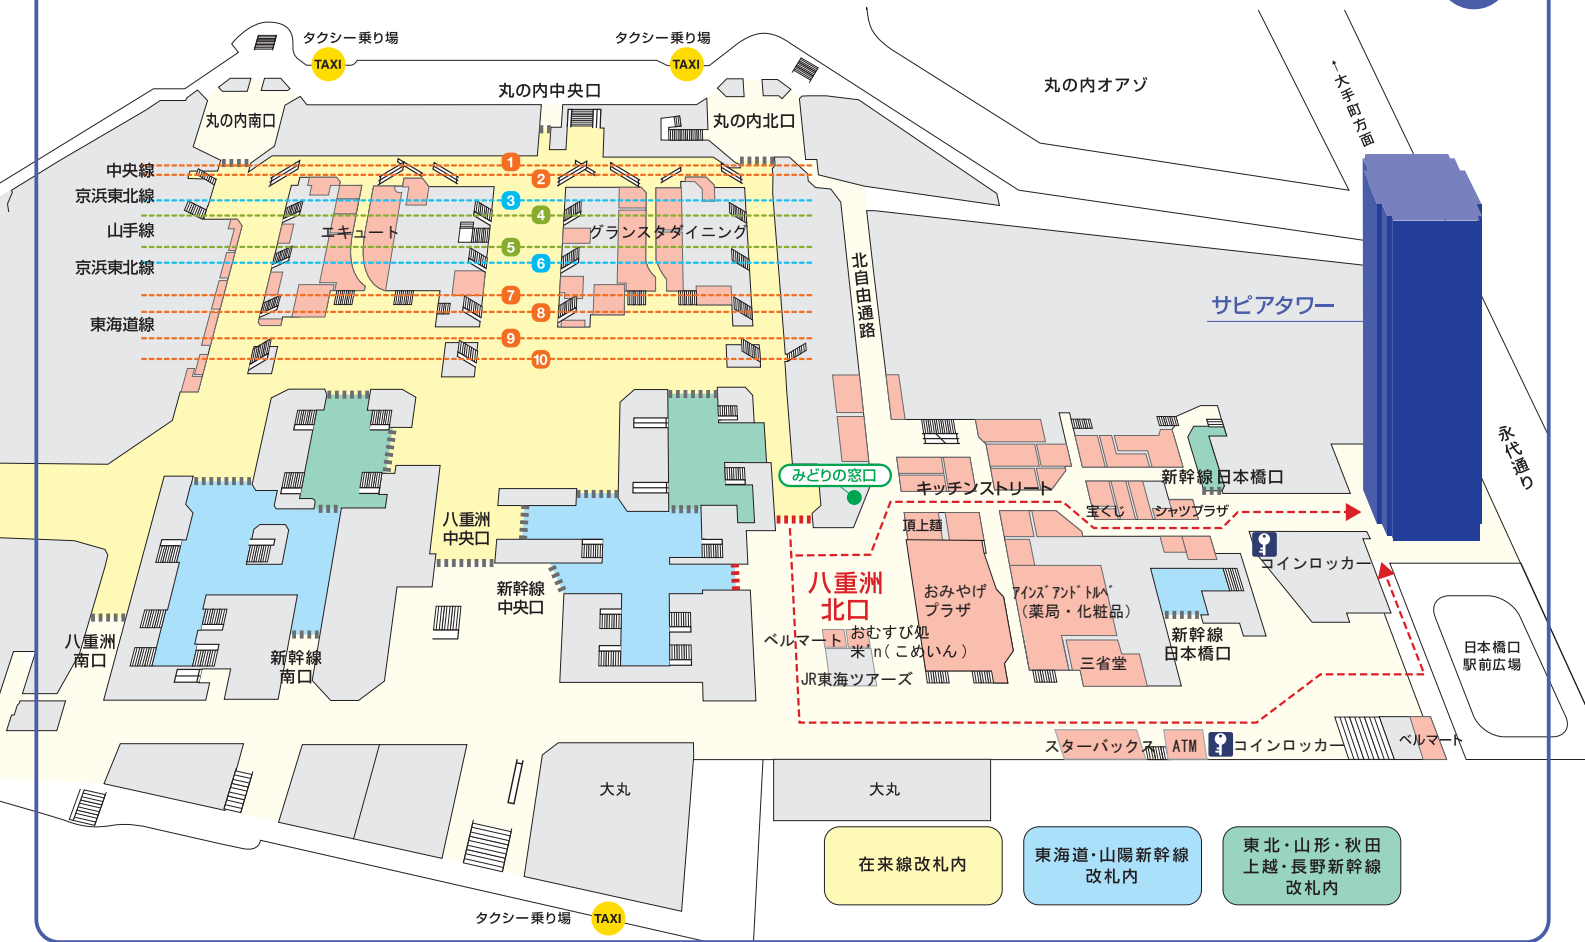 タクシー乗り場
TAXI
タクシー乗り場
TAXI
丸の内中央口
丸の内オアゾ
←大手町方面
丸の内南口
丸の内北口
中央線
京浜東北線
山手線
京浜東北線
東海道線
1
2
3
4
5
6
7
8
9
10
エキュート
グランスタダイニング
北自由通路
サピアタワー
永代通り
みどりの窓口
キッチンストリート
新幹線日本橋口
宝くじ
シャツプラザ
頂上麺
コインロッカー
八重洲
中央口
新幹線
中央口
八重洲
北口
おみやげ
プラザ
アインズアンドトルペ
(薬局・化粧品)
ベルマート
おむすび処
米'n(こめいん)
JR東海ツアーズ
三省堂
新幹線
日本橋口
日本橋口
駅前広場
八重洲
南口
新幹線
南口
スターバックス
ATM
コインロッカー
ベルマート
大丸
大丸
在来線改札内
東海道・山陽新幹線
改札内
東北・山形・秋田
上越・長野新幹線
改札内
タクシー乗り場
TAXI